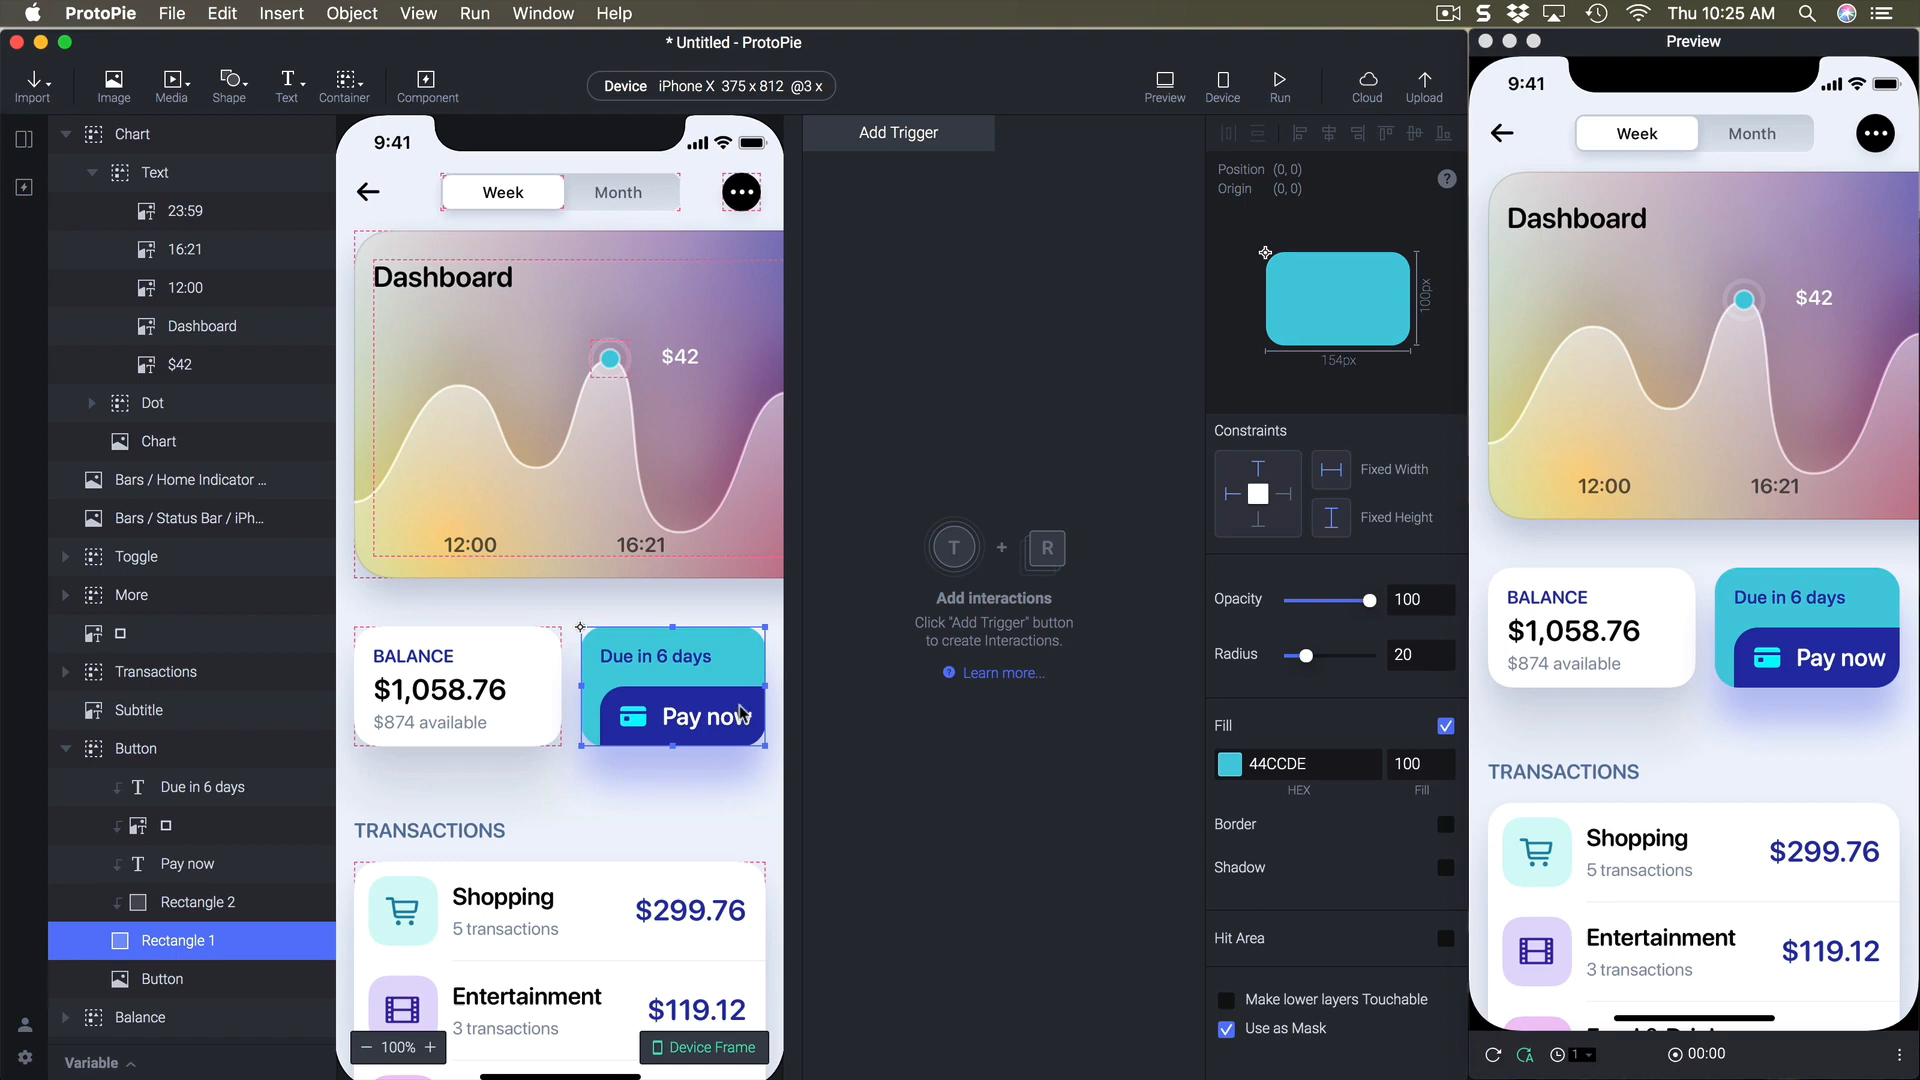 ProtoPie File Edit Insert Object View Run Window Help
Thu 10:25 AM
* Untitled - ProtoPie
Preview
Import
Image
Media
Shape
Text
Container
Component
Device iPhone X 375 x 812 @3 x
Preview
Device
Run
Cloud
Upload
Chart
Text
23:59
16:21
12:00
Dashboard
$42
Dot
Chart
Bars / Home Indicator ...
Bars / Status Bar / iPh...
Toggle
More
Transactions
Subtitle
Button
Due in 6 days
Pay now
Rectangle 2
Rectangle 1
Button
Balance
Variable
9:41
Week
Month
Dashboard
$42
12:00
16:21
BALANCE
$1,058.76
$874 available
Due in 6 days
Pay now
TRANSACTIONS
Shopping
5 transactions
$299.76
Entertainment
3 transactions
$119.12
100%
Device Frame
Add Trigger
T + R
Add interactions
Click "Add Trigger" button
to create Interactions.
? Learn more...
Position (0, 0)
Origin (0, 0)
?
100px
154px
Constraints
Fixed Width
Fixed Height
Opacity 100
Radius 20
Fill
44CCDE 100
HEX Fill
Border
Shadow
Hit Area
Make lower layers Touchable
Use as Mask
9:41
Week
Month
Dashboard
$42
12:00
16:21
BALANCE
$1,058.76
$874 available
Due in 6 days
Pay now
TRANSACTIONS
Shopping
5 transactions
$299.76
Entertainment
3 transactions
$119.12
1
00:00